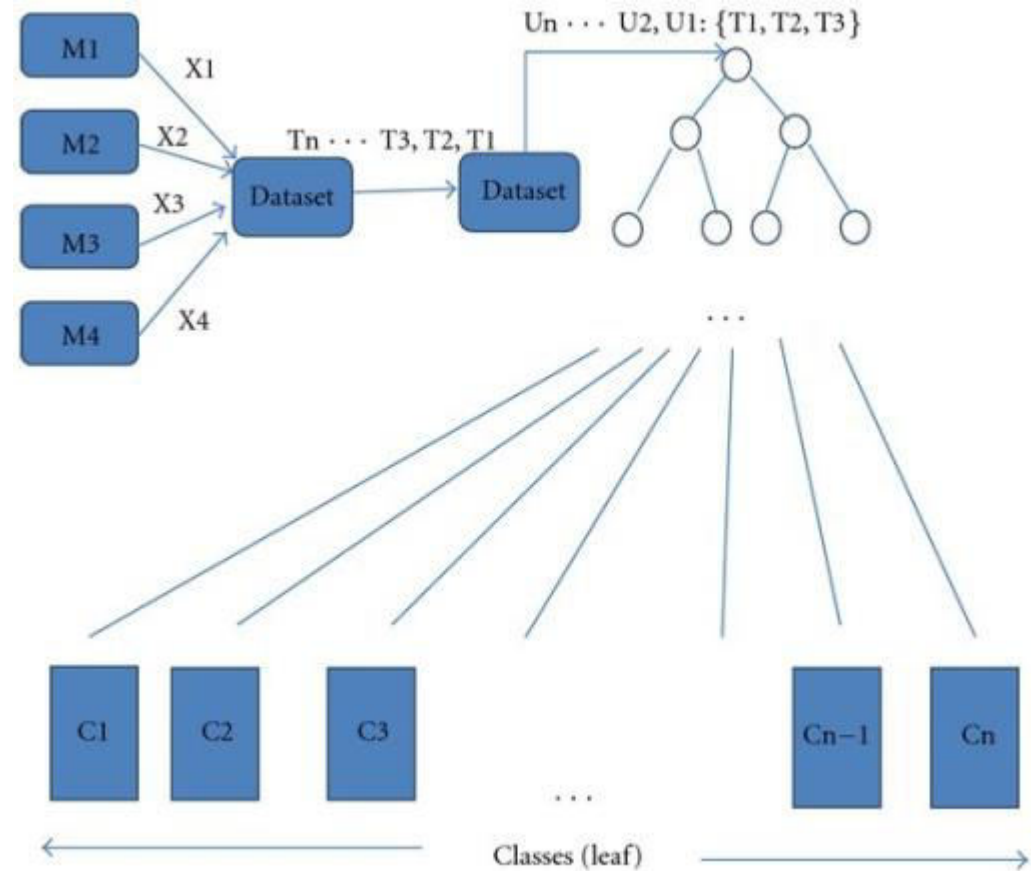 Un ··· U2, U1: {T1, T2, T3}
M1
X1
M2
X2
Tn ··· T3, T2, T1
Dataset
Dataset
X3
M3
X4
M4
...
C1
C2
C3
Cn−1
Cn
...
Classes (leaf)